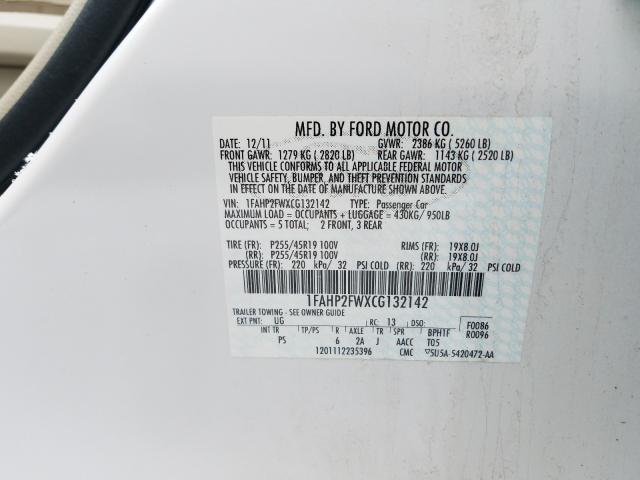 MFD. BY FORD MOTOR CO.
DATE: 12/11 GVWR: 2386 KG ( 5260 LB)
FRONT GAWR: 1279 KG ( 2820 LB) REAR GAWR: 1143 KG ( 2520 LB)
THIS VEHICLE CONFORMS TO ALL APPLICABLE FEDERAL MOTOR
VEHICLE SAFETY, BUMPER, AND THEFT PREVENTION STANDARDS
IN EFFECT ON THE DATE OF MANUFACTURE SHOWN ABOVE.
VIN: 1FAHP2FWXCG132142 TYPE: Passenger Car
MAXIMUM LOAD = OCCUPANTS + LUGGAGE = 430KG/ 950LB
OCCUPANTS = 5 TOTAL; 2 FRONT, 3 REAR
TIRE (FR): P255/45R19 100V RIMS (FR): 19X8.0J
(RR): P255/45R19 100V (RR): 19X8.0J
PRESSURE (FR): 220 kPa/ 32 PSI COLD (RR): 220 kPa/ 32 PSI COLD
1FAHP2FWXCG132142
TRAILER TOWING - SEE OWNER GUIDE
EXT PNT: UG RC: 13 DSO: F0086
INT TR TP/PS R AXLE TR SPR BPH1F R0096
PS 6 2A J AACC T05
1201112235396 CMC 5U5A-5420472-AA